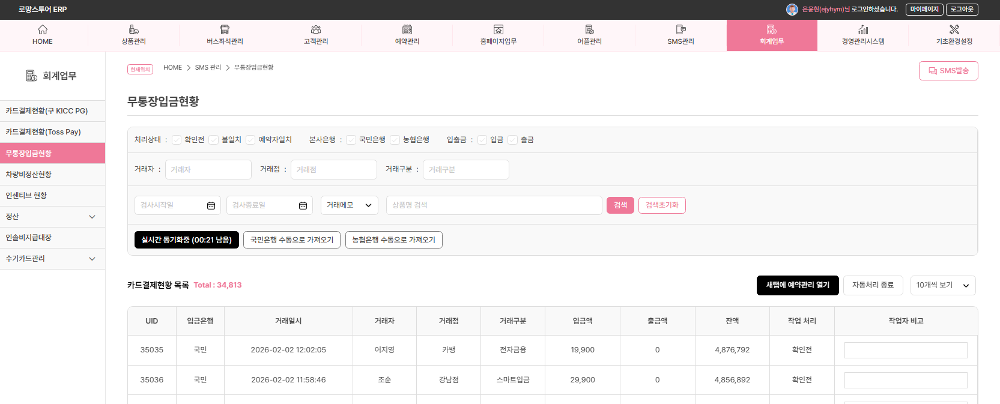 로망스투어 ERP
은윤현(ejyhym)님 로그인하셨습니다. 마이페이지 로그아웃
HOME 상품관리 버스좌석관리 고객관리 예약관리 홈페이지업무 어플관리 SMS관리 회계업무 경영관리시스템 기초환경설정
회계업무
카드결제현황(구 KICC PG)
카드결제현황(Toss Pay)
무통장입금현황
차량비정산현황
인센티브 현황
정산
인솔비지급대장
수기카드관리
현재위치 HOME > SMS 관리 > 무통장입금현황
SMS발송
무통장입금현황
처리상태 : 확인전 불일치 예약자일치 본사은행 : 국민은행 농협은행 입출금 : 입금 출금
거래자 : 거래자 거래점 : 거래점 거래구분 : 거래구분
검사시작일 검사종료일 거래메모 상품명 검색 검색 검색초기화
실시간 동기화중 (00:21 남음) 국민은행 수동으로 가져오기 농협은행 수동으로 가져오기
카드결제현황 목록 Total : 34,813
새탭에 예약관리 열기 자동처리 종료 10개씩 보기
UID 입금은행 거래일시 거래자 거래점 거래구분 입금액 출금액 잔액 작업 처리 작업자 비고
35035 국민 2026-02-02 12:02:05 어지영 카뱅 전자금융 19,900 0 4,876,792 확인전
35036 국민 2026-02-02 11:58:46 조순 강남점 스마트입금 29,900 0 4,856,892 확인전